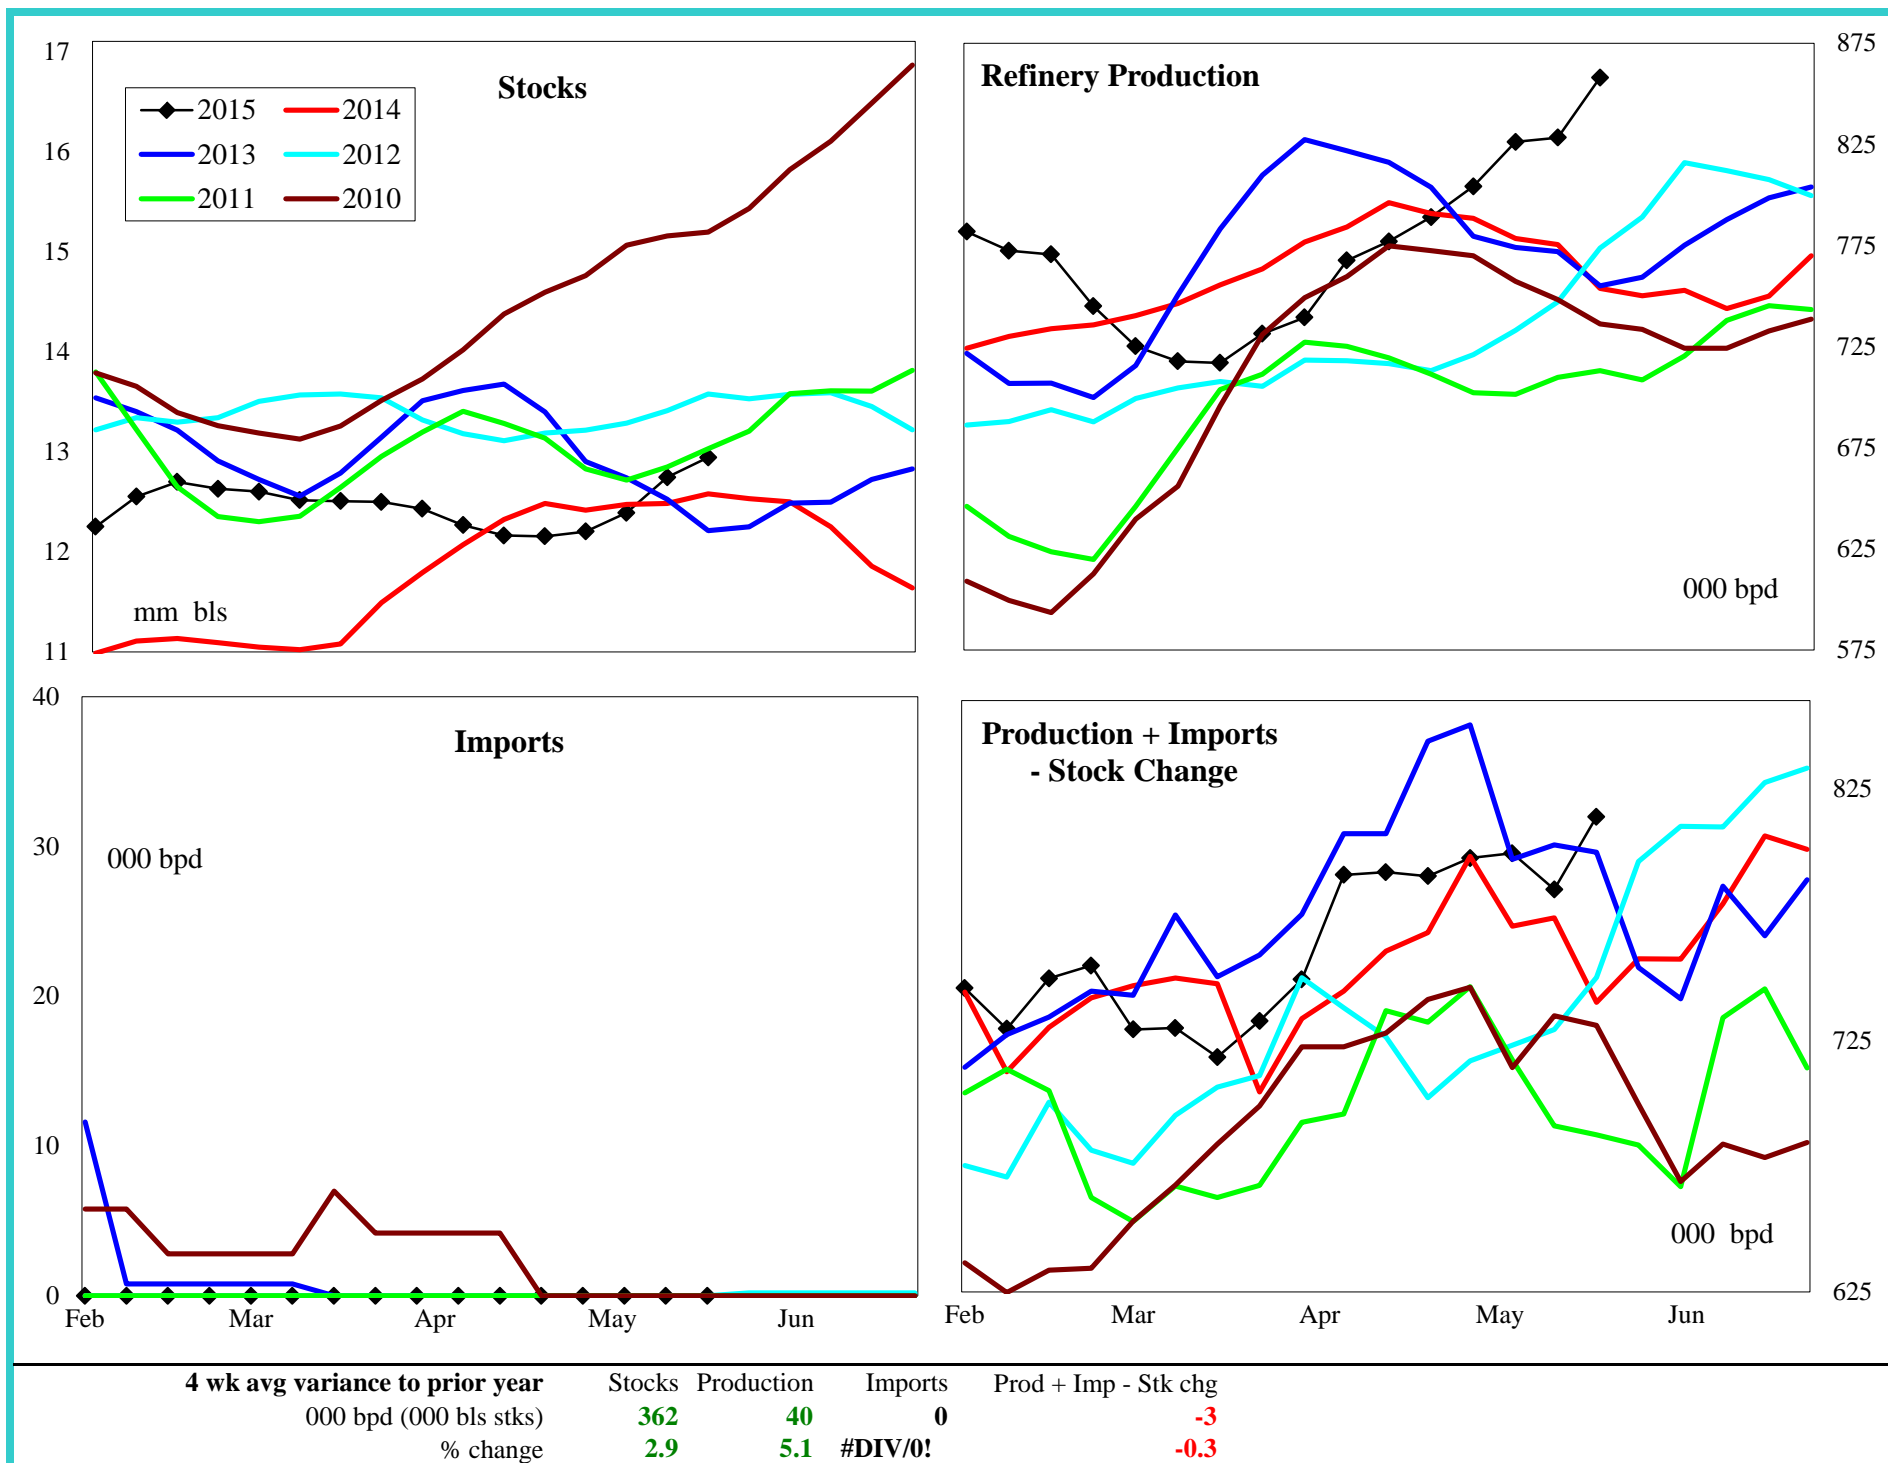 Stocks
2015 2014
2013 2012
2011 2010
17
16
15
14
13
12
11
mm bls
Refinery Production
875
825
775
725
675
625
575
000 bpd
Imports
40
30
20
10
0
000 bpd
Feb Mar Apr May Jun
Production + Imports
- Stock Change
825
725
625
000 bpd
Feb Mar Apr May Jun
4 wk avg variance to prior year Stocks Production Imports Prod + Imp - Stk chg
000 bpd (000 bls stks) 362 40 0 -3
% change 2.9 5.1 #DIV/0! -0.3